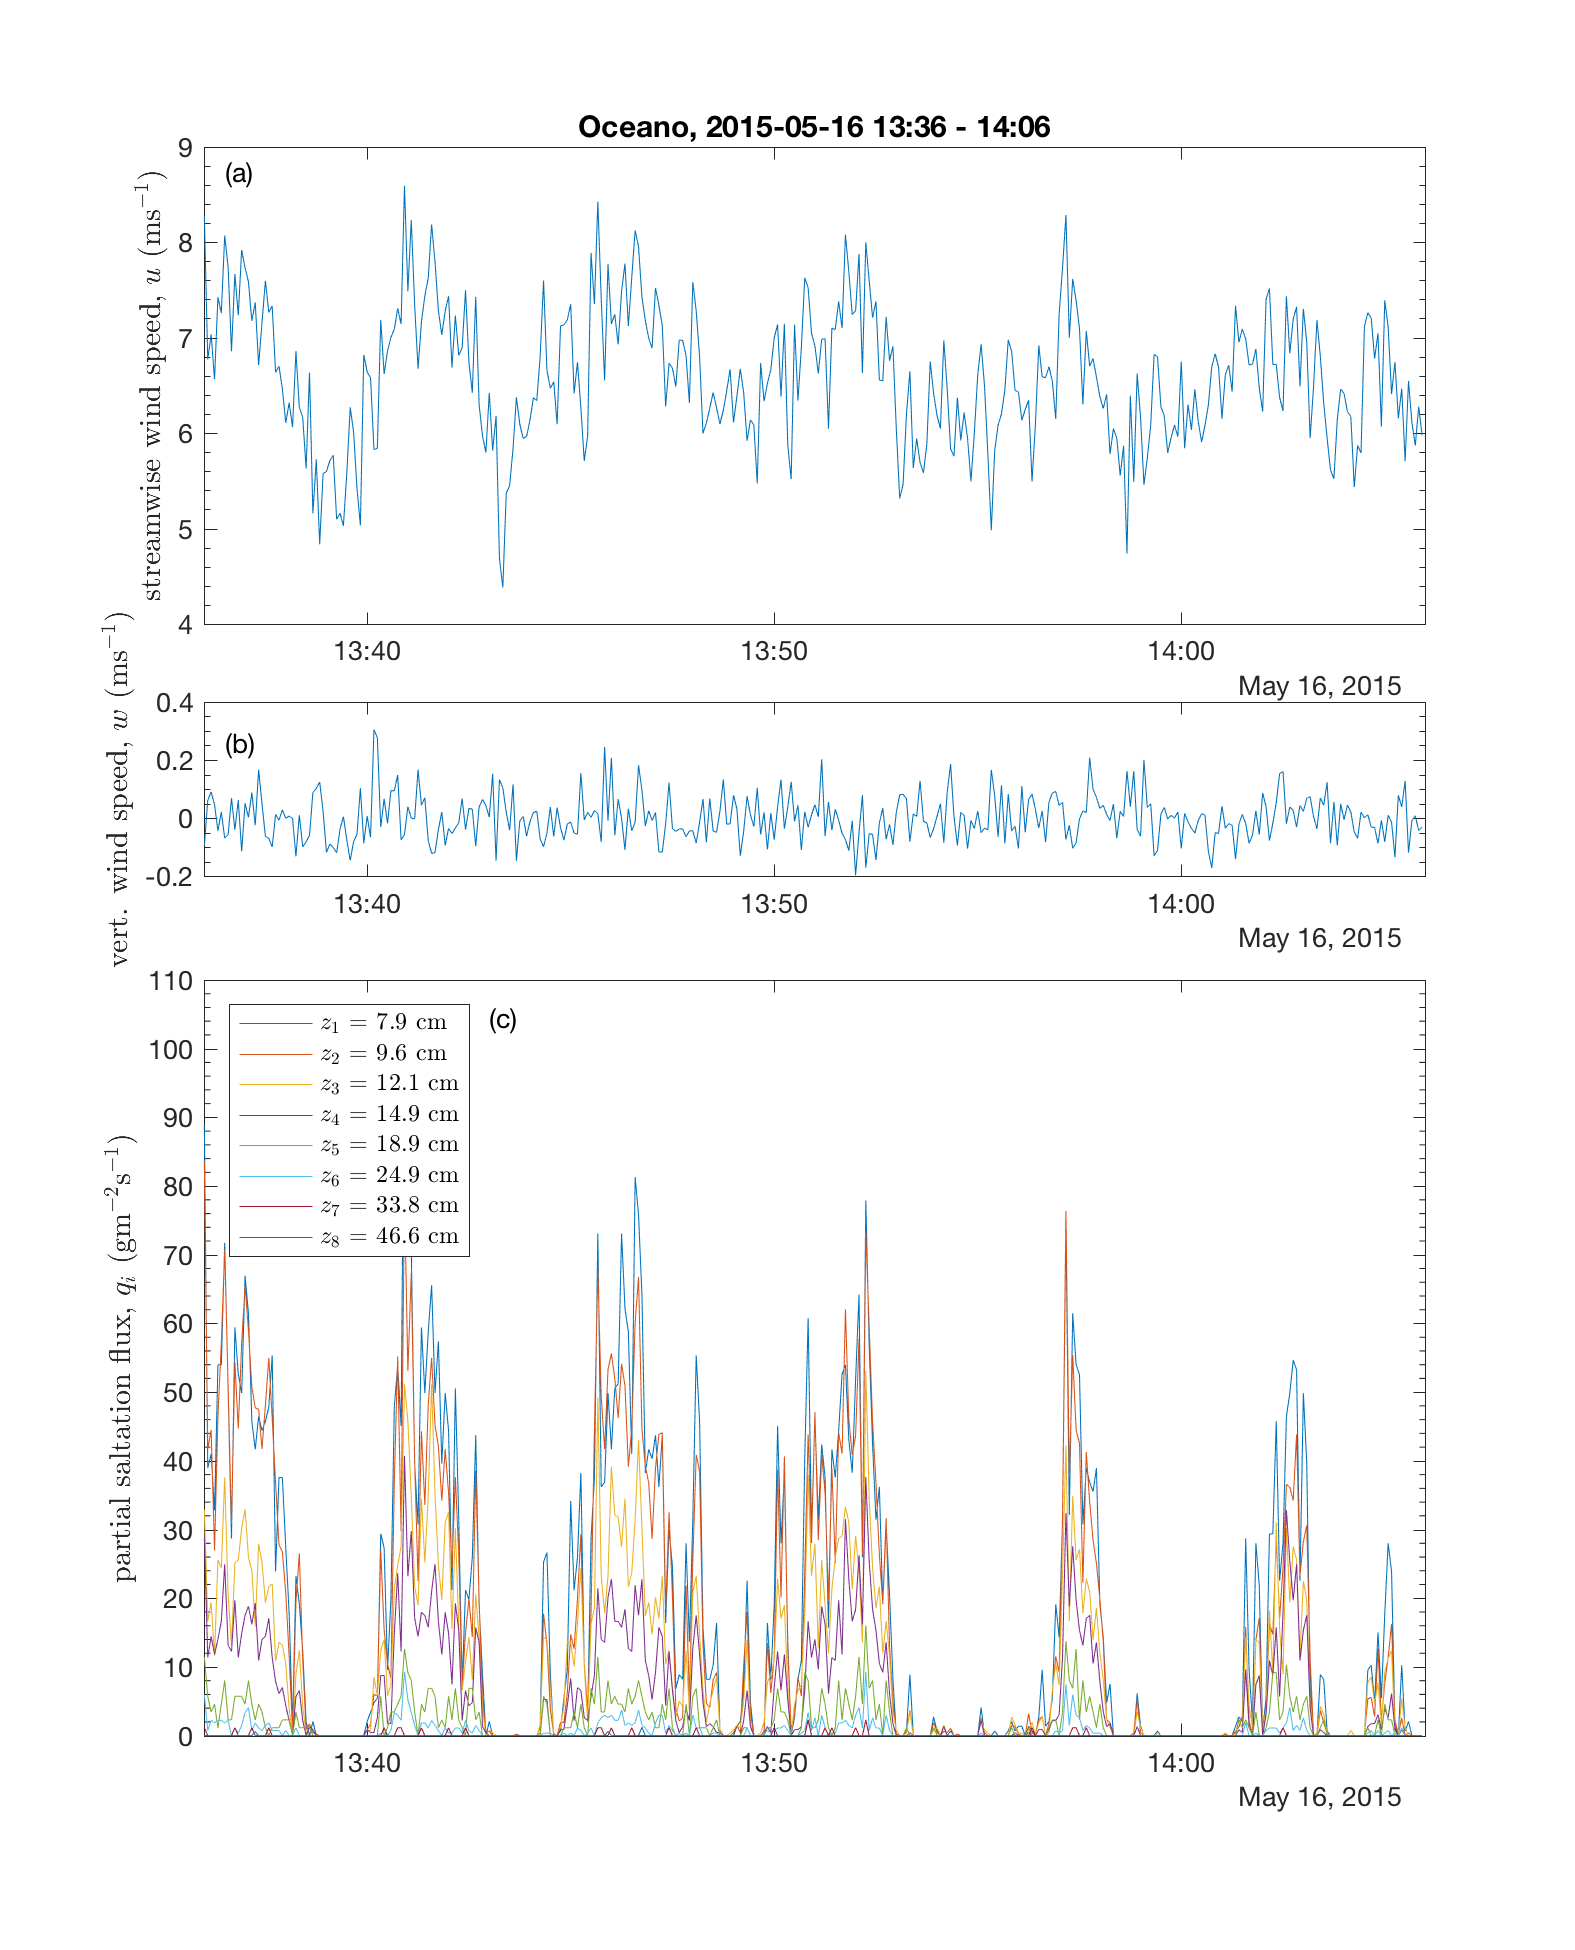 Oceano, 2015-05-16 13:36 - 14:06
(a)
streamwise wind speed, u (ms⁻¹)
9
8
7
6
5
4
13:40 13:50 14:00
May 16, 2015
(b)
vert. wind speed, w (ms⁻¹)
0.4
0.2
0
-0.2
13:40 13:50 14:00
May 16, 2015
(c)
partial saltation flux, qᵢ (gm⁻²s⁻¹)
110
100
90
80
70
60
50
40
30
20
10
0
z₁ = 7.9 cm
z₂ = 9.6 cm
z₃ = 12.1 cm
z₄ = 14.9 cm
z₅ = 18.9 cm
z₆ = 24.9 cm
z₇ = 33.8 cm
z₈ = 46.6 cm
13:40 13:50 14:00
May 16, 2015